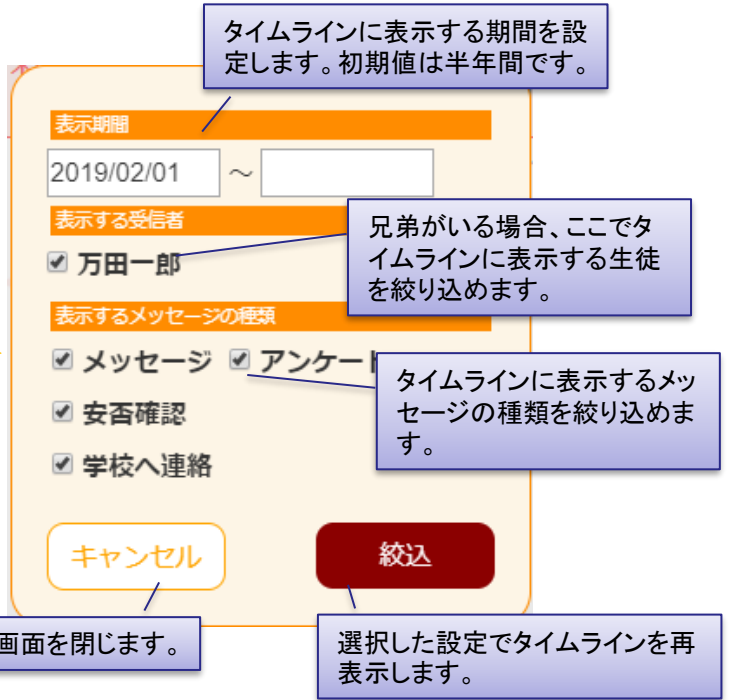 タイムラインに表示する期間を設
定します。初期値は半年間です。
表示期間
2019/02/01 ～
表示する受信者
万田一郎
兄弟がいる場合、ここでタ
イムラインに表示する生徒
を絞り込めます。
表示するメッセージの種類
メッセージ アンケート
タイムラインに表示するメッ
セージの種類を絞り込めま
す。
安否確認
学校へ連絡
キャンセル 絞込
画面を閉じます。
選択した設定でタイムラインを再
表示します。